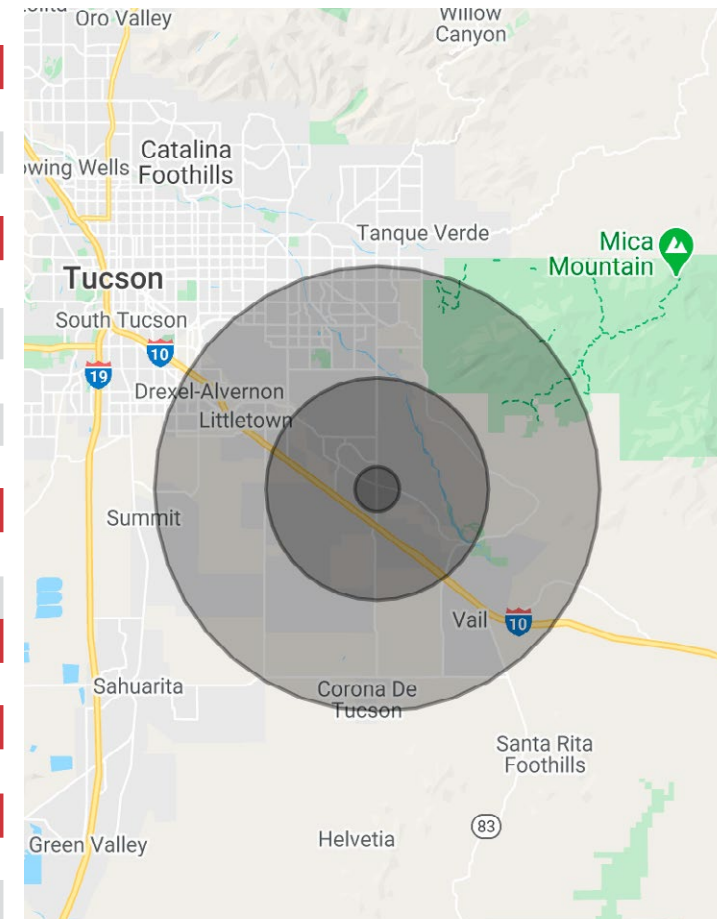 Oro Valley
Willow
Canyon
Catalina
Foothills
owing Wells
Tanque Verde
Mica
Mountain
Tucson
South Tucson
10
19
Drexel-Alvernon
Littletown
Summit
Vail
10
Sahuarita
Corona De
Tucson
Santa Rita
Foothills
83
Helvetia
Green Valley